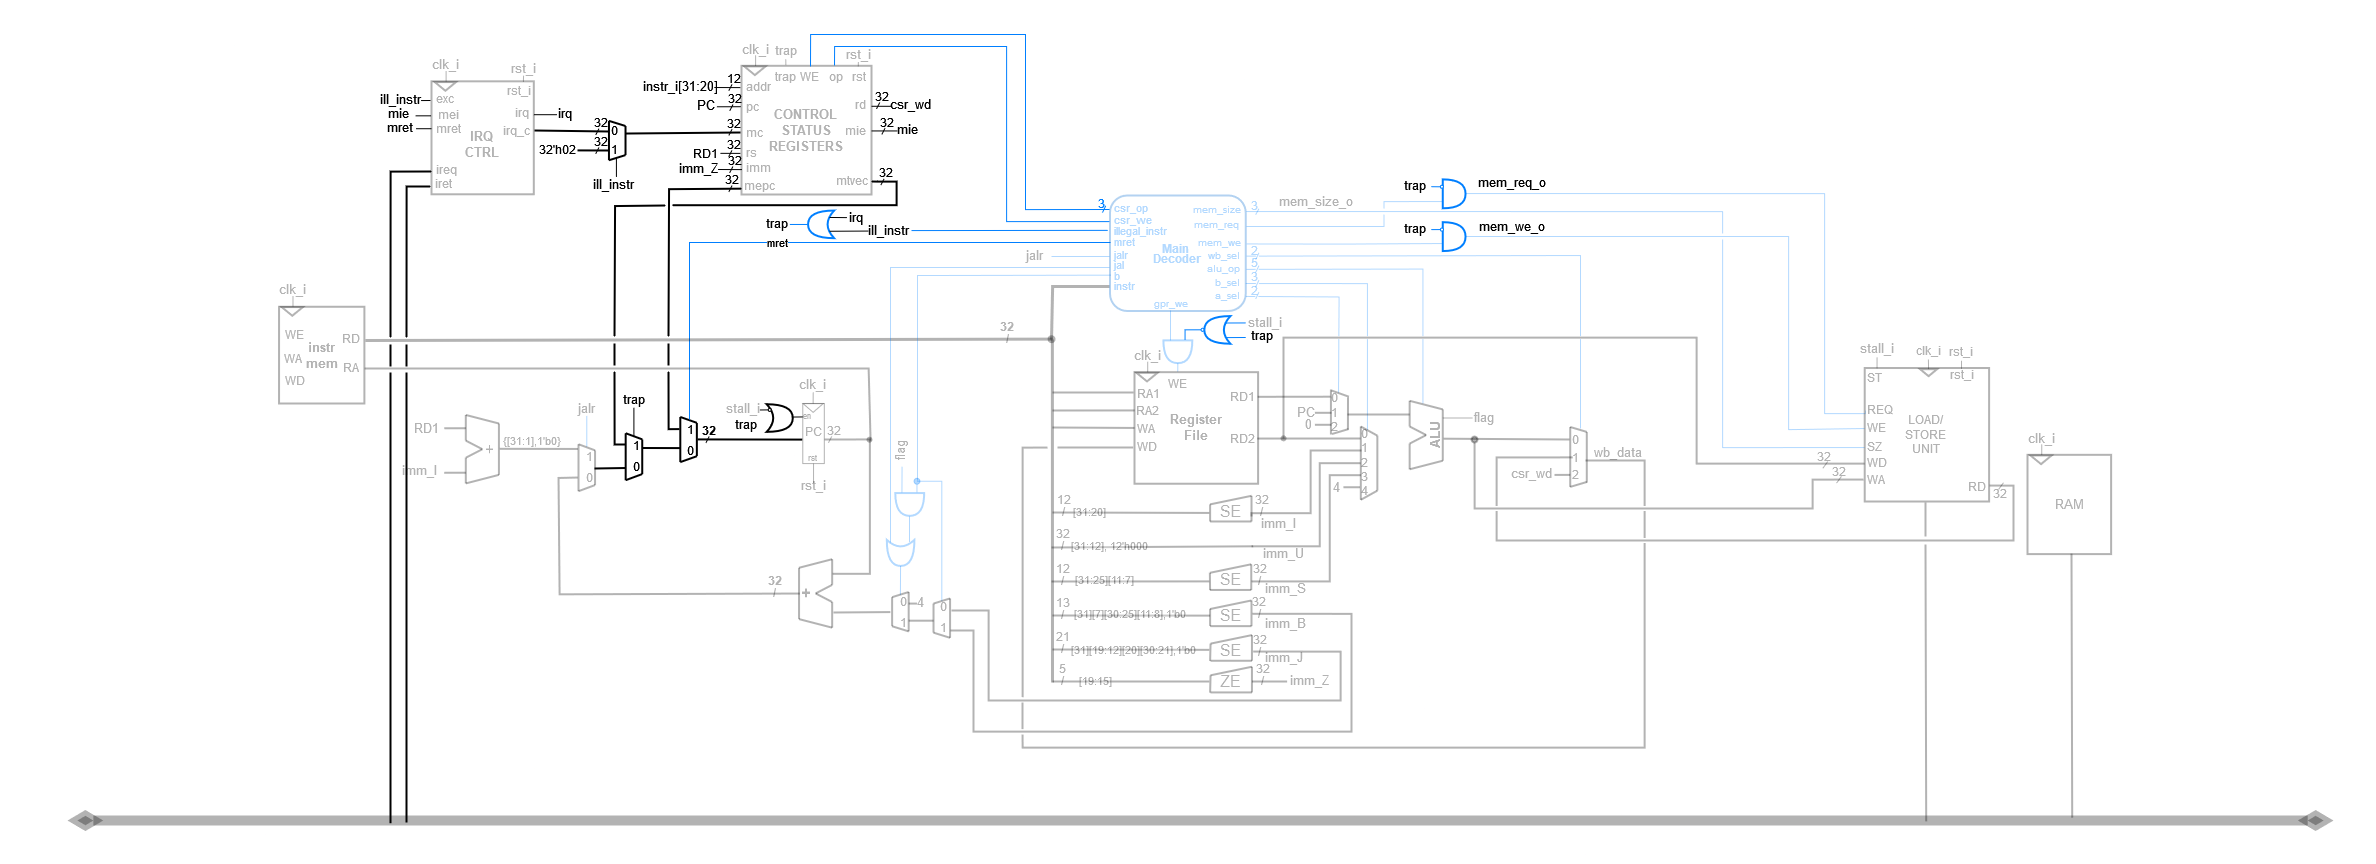 clk_i
rst_i
rst_i
ill_instr
exc
mie
mei
irq
irq
mret
mret
irq_c
IRQ
CTRL
ireq
iret
32
0
32'h02
32
1
ill_instr
clk_i
trap
rst_i
trap
WE
op
rst
instr_i[31:20]
12
addr
PC
32
pc
32
mc
RD1
32
rs
imm_Z
32
imm
32
mepc
CONTROL
STATUS
REGISTERS
rd
32
csr_wd
mie
32
mie
mtvec
32
trap
irq
ill_instr
mret
jalr
3
csr_op
csr_we
illegal_instr
mret
jalr
jal
b
instr
Main
Decoder
gpr_we
mem_size
mem_req
mem_we
wb_sel
alu_op
b_sel
a_sel
3
2
5
3
2
mem_size_o
trap
mem_req_o
trap
mem_we_o
clk_i
WE
RD
WA
instr
mem
RA
WD
32
stall_i
trap
clk_i
WE
RA1
RA2
WA
WD
Register
File
RD1
RD2
PC
0
0
1
2
0
1
2
3
4
4
ALU
flag
0
1
2
csr_wd
wb_data
stall_i
clk_i
rst_i
ST
rst_i
REQ
WE
SZ
WD
WA
LOAD/
STORE
UNIT
RD
32
32
32
clk_i
RAM
RD1
imm_I
+
{[31:1],1'b0}
jalr
1
0
trap
1
0
1
0
32
stall_i
trap
clk_i
en
PC
rst
32
rst_i
flag
32
+
0
1
4
0
1
12
[31:20]
SE
32
imm_I
32
[31:12], 12'h000
imm_U
12
[31:25][11:7]
SE
32
imm_S
13
[31][7][30:25][11:8],1'b0
SE
32
imm_B
21
[31][19:12][20][30:21],1'b0
SE
32
imm_J
5
[19:15]
ZE
32
imm_Z